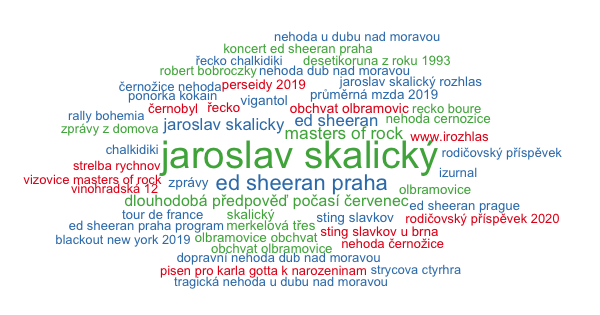 nehoda u dubu nad moravou
koncert ed sheeran praha
řecko chalkidiki desetikoruna z roku 1993
robert bobroczky nehoda dub nad moravou
černožice nehoda perseidy 2019 jaroslav skalický rozhlas
ponorka kokain vigantol průměrná mzda 2019
černobyl řecko obchvat olbramovic recko boure
rally bohemia jaroslav skalicky ed sheeran nehoda cernozice
zprávy z domova masters of rock www.irozhlas
chalkidiki jaroslav skalický rodičovský příspěvek
strelba rychnov izurnal
vizovice masters of rock zprávy ed sheeran praha olbramovice
vinohradská 12
dlouhodobá předpověď počasí červenec ed sheeran prague
tour de france skalický sting slavkov rodičovský příspěvek 2020
ed sheeran praha program merkelová třes sting slavkov u brna
blackout new york 2019 olbramovice obchvat nehoda černožice
obchvat olbramovice
dopravní nehoda dub nad moravou
pisen pro karla gotta k narozeninam strycova ctyrhra
tragická nehoda u dubu nad moravou